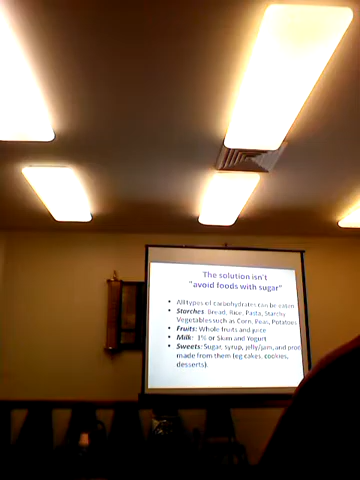 The solution isn't
"avoid foods with sugar"
• All types of carbohydrates can be eaten
• Starches: Bread, Rice, Pasta, Starchy
Vegetables such as Corn, Peas, Potatoes
• Fruits: Whole fruits and juice
• Milk: 1% or Skim and Yogurt
• Sweets: Sugar, syrup, jelly/jam, and
made from them (eg cakes, cookies,
desserts).